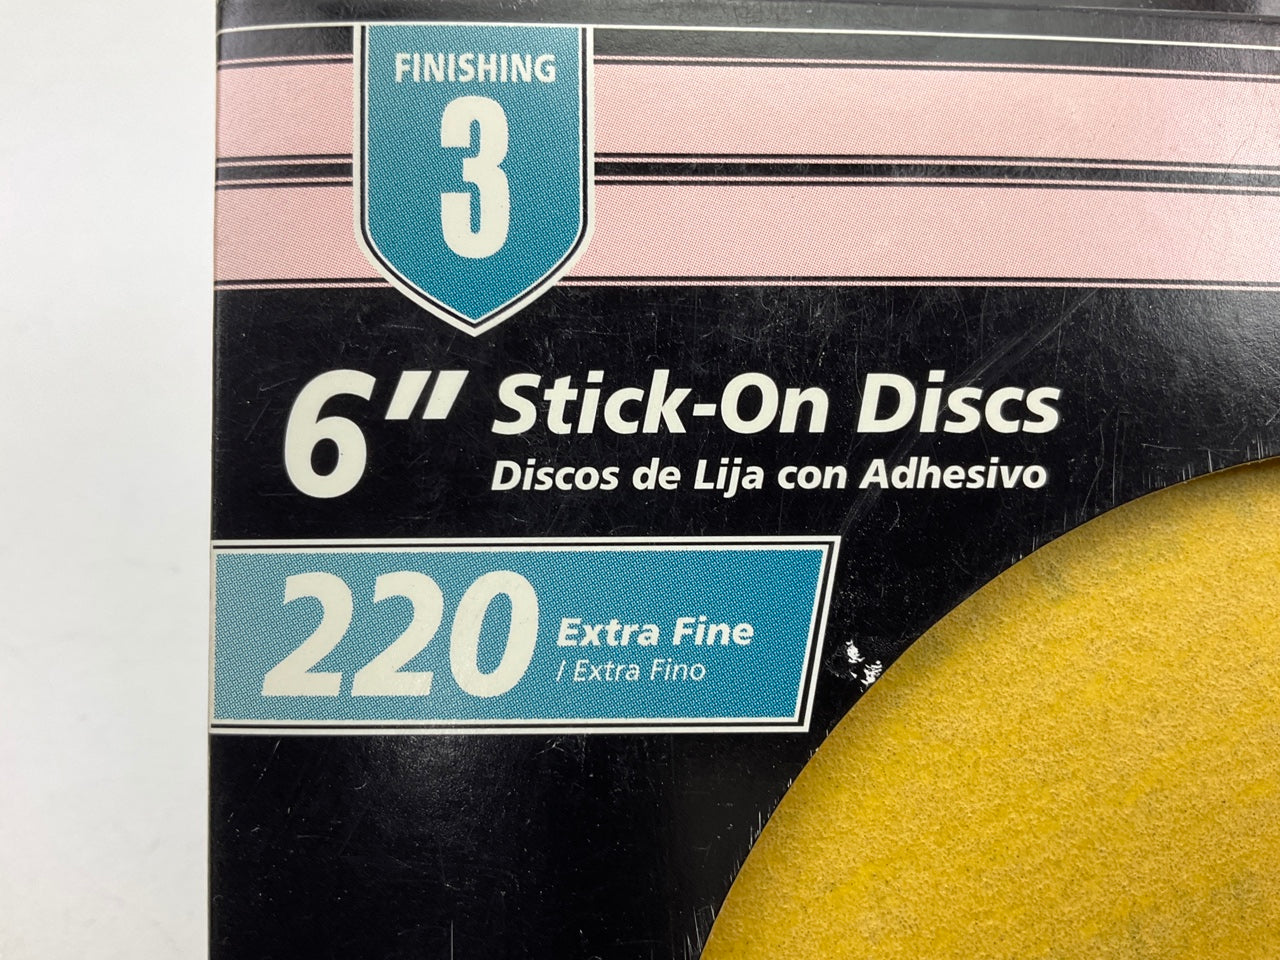 FINISHING
3
6" Stick-On Discs
Discos de Lija con Adhesivo
220 Extra Fine
/ Extra Fino